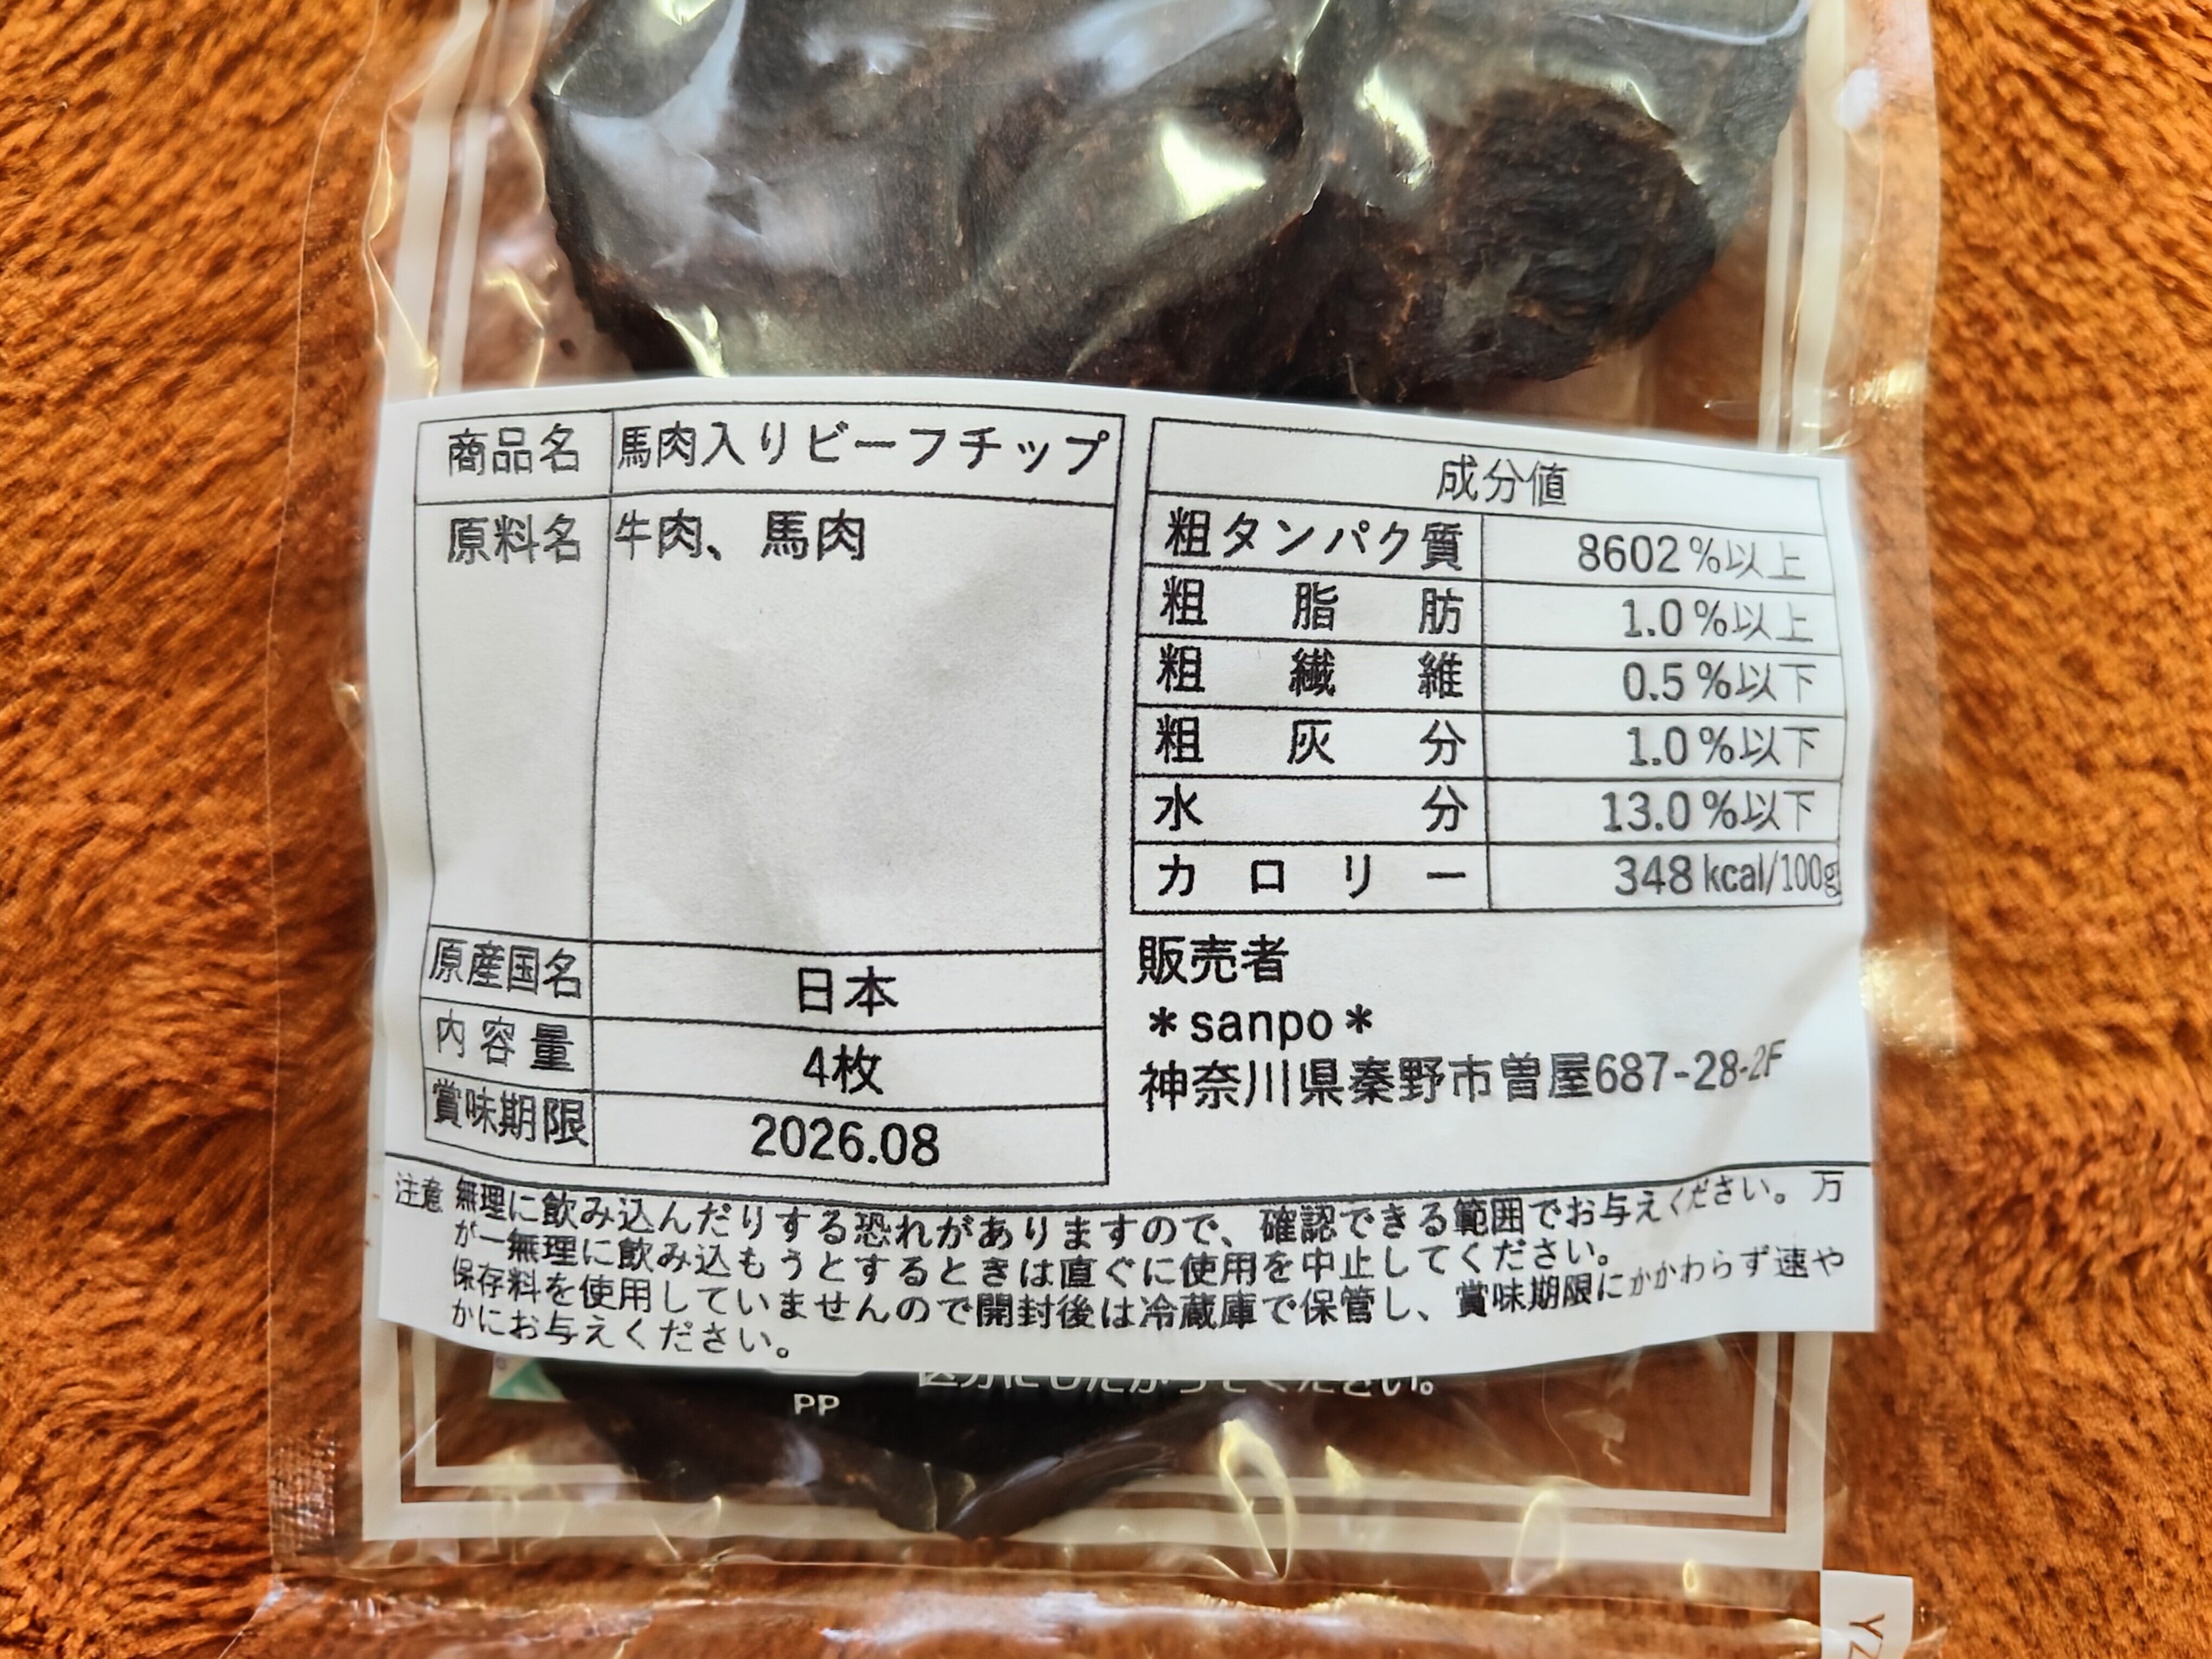 商品名 馬肉入りビーフチップ
原料名 牛肉、馬肉
原産国名 日本
内容量 4枚
賞味期限 2026.08
成分値
粗タンパク質 8602%以上
粗脂肪 1.0%以上
粗繊維 0.5%以下
粗灰分 1.0%以下
水分 13.0%以下
カロリー 348kcal/100g
販売者
*sanpo*
神奈川県秦野市曽屋687-28-2F
注意 無理に飲み込んだりする恐れがありますので、確認できる範囲でお与えください。万
が一無理に飲み込もうとするときは直ぐに使用を中止してください。
保存料を使用していませんので開封後は冷蔵庫で保管し、賞味期限にかかわらず速や
かにお与えください。
PP